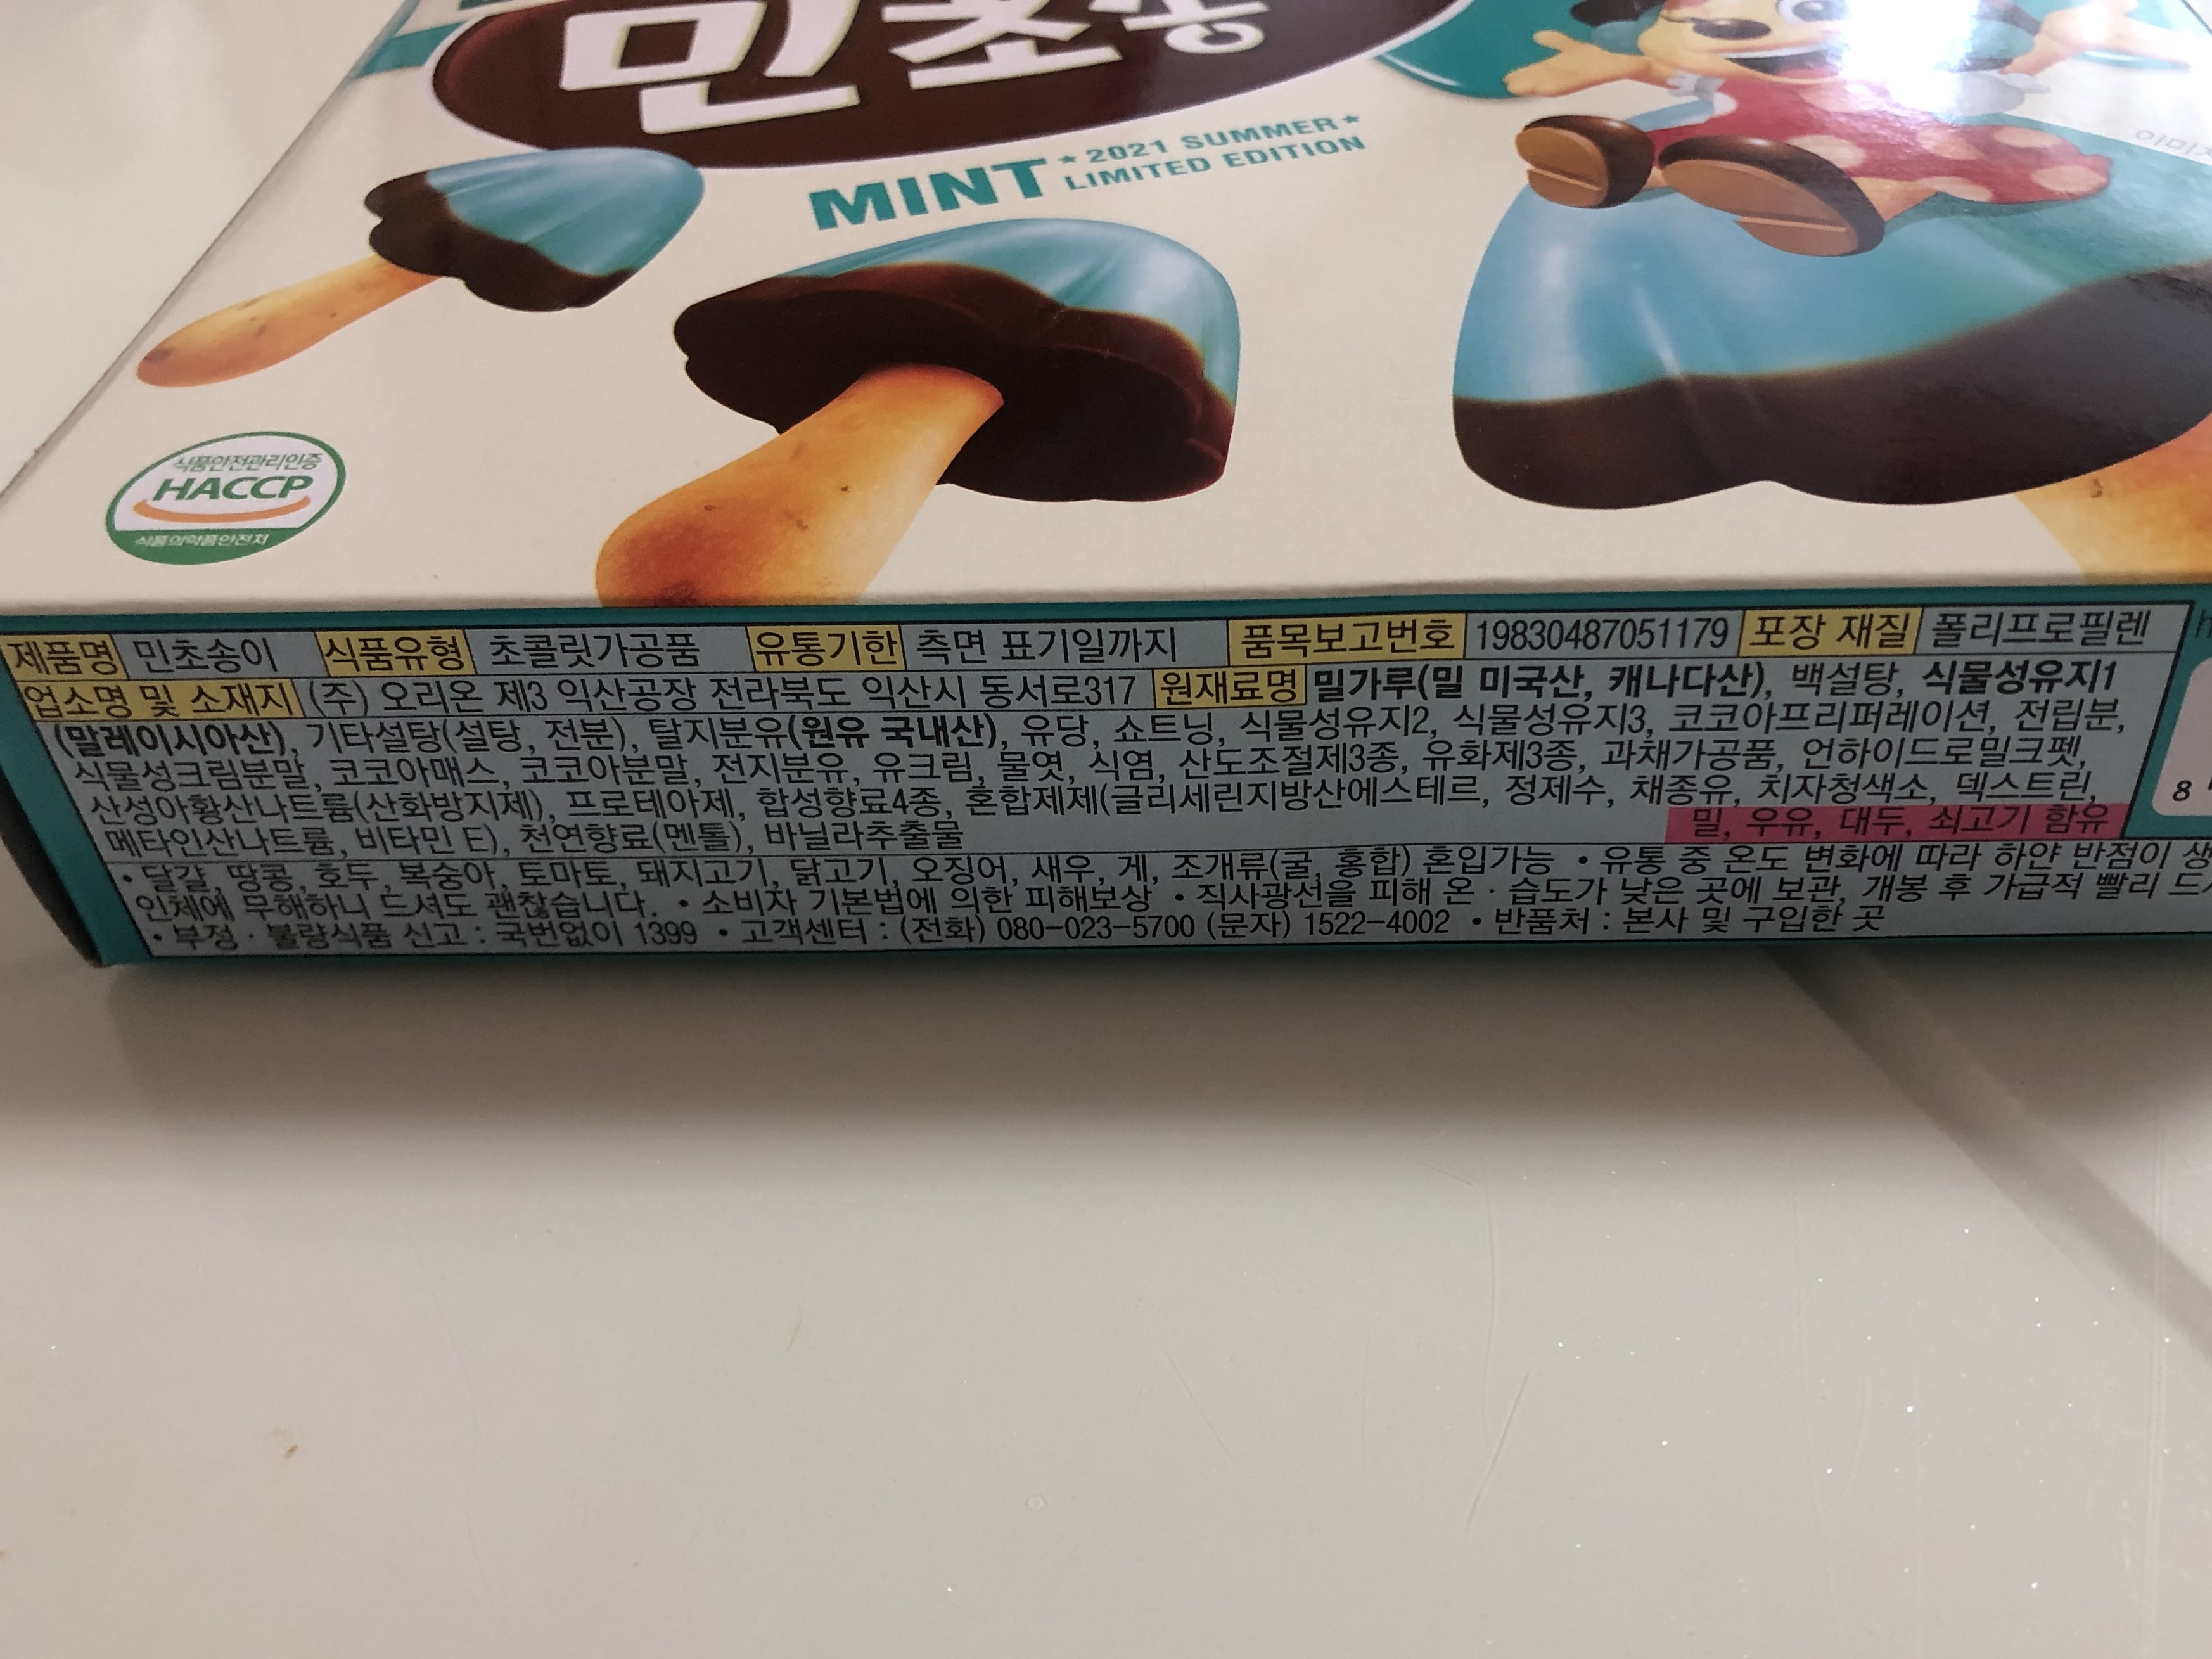 민초송
MINT
★2021 SUMMER★
LIMITED EDITION
식품안전관리인증
HACCP
식품의약품안전처
제품명 민초송이 식품유형 초콜릿가공품 유통기한 측면 표기일까지 품목보고번호 19830487051179 포장 재질 폴리프로필렌
업소명 및 소재지 (주) 오리온 제3 익산공장 전라북도 익산시 동서로317 원재료명 밀가루(밀 미국산, 캐나다산), 백설탕, 식물성유지1
(말레이시아산), 기타설탕(설탕, 전분), 탈지분유(원유 국내산), 유당, 쇼트닝, 식물성유지2, 식물성유지3, 코코아프리퍼레이션, 전립분,
식물성크림분말, 코코아매스, 코코아분말, 전지분유, 유크림, 물엿, 식염, 산도조절제3종, 유화제3종, 과채가공품, 언하이드로밀크펫,
산성아황산나트륨(산화방지제), 프로테아제, 합성향료4종, 혼합제제(글리세린지방산에스테르, 정제수, 채종유, 치자청색소, 덱스트린,
메타인산나트륨, 비타민 E), 천연향료(멘톨), 바닐라추출물
밀, 우유, 대두, 쇠고기 함유
• 달걀, 땅콩, 호두, 복숭아, 토마토, 돼지고기, 닭고기, 오징어, 새우, 게, 조개류(굴, 홍합) 혼입가능 • 유통 중 온도 변화에 따라 하얀 반점이
인체에 무해하니 드셔도 괜찮습니다. • 소비자 기본법에 의한 피해보상 • 직사광선을 피해 온 · 습도가 낮은 곳에 보관, 개봉 후 가급적 빨리
• 부정 · 불량식품 신고 : 국번없이 1399 • 고객센터 : (전화) 080-023-5700 (문자) 1522-4002 • 반품처 : 본사 및 구입한 곳
8